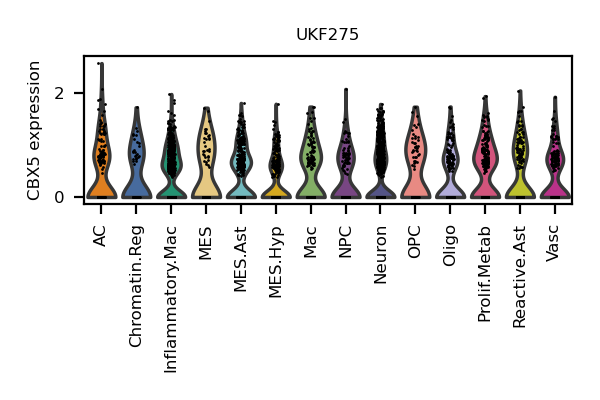 UKF275
CBX5 expression
2
0
AC
Chromatin.Reg
Inflammatory.Mac
MES
MES.Ast
MES.Hyp
Mac
NPC
Neuron
OPC
Oligo
Prolif.Metab
Reactive.Ast
Vasc